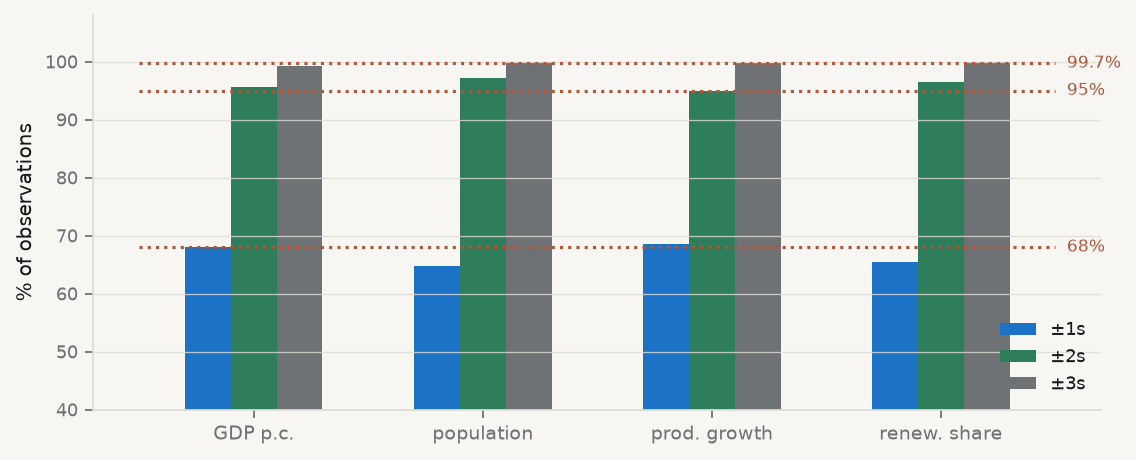 % of observations
100
90
80
70
60
50
40
99.7%
95%
68%
±1s
±2s
±3s
GDP p.c.
population
prod. growth
renew. share